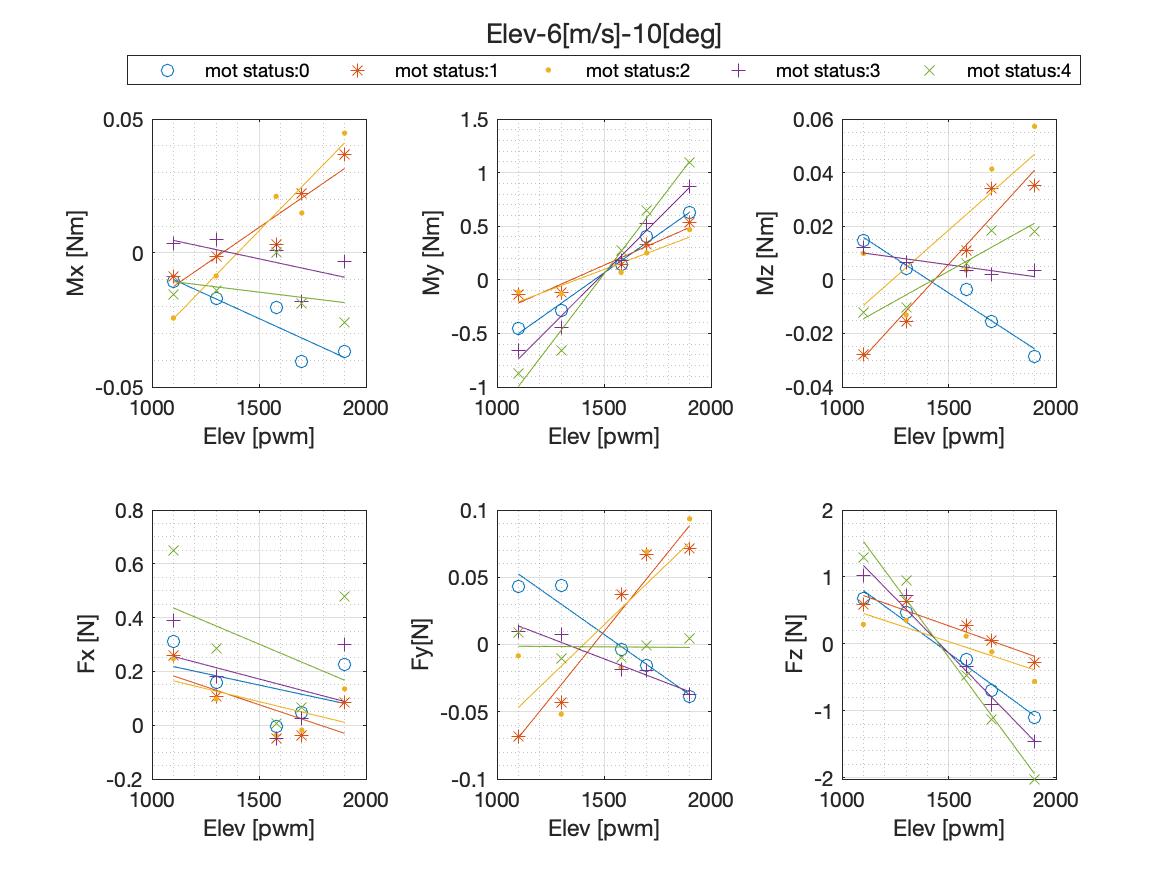 Elev-6[m/s]-10[deg]
mot status:0 mot status:1 mot status:2 mot status:3 mot status:4
0.05
0
-0.05
Mx [Nm]
1000 1500 2000
Elev [pwm]
1.5
1
0.5
0
-0.5
-1
My [Nm]
1000 1500 2000
Elev [pwm]
0.06
0.04
0.02
0
-0.02
-0.04
Mz [Nm]
1000 1500 2000
Elev [pwm]
0.8
0.6
0.4
0.2
0
-0.2
Fx [N]
1000 1500 2000
Elev [pwm]
0.1
0.05
0
-0.05
-0.1
Fy[N]
1000 1500 2000
Elev [pwm]
2
1
0
-1
-2
Fz [N]
1000 1500 2000
Elev [pwm]